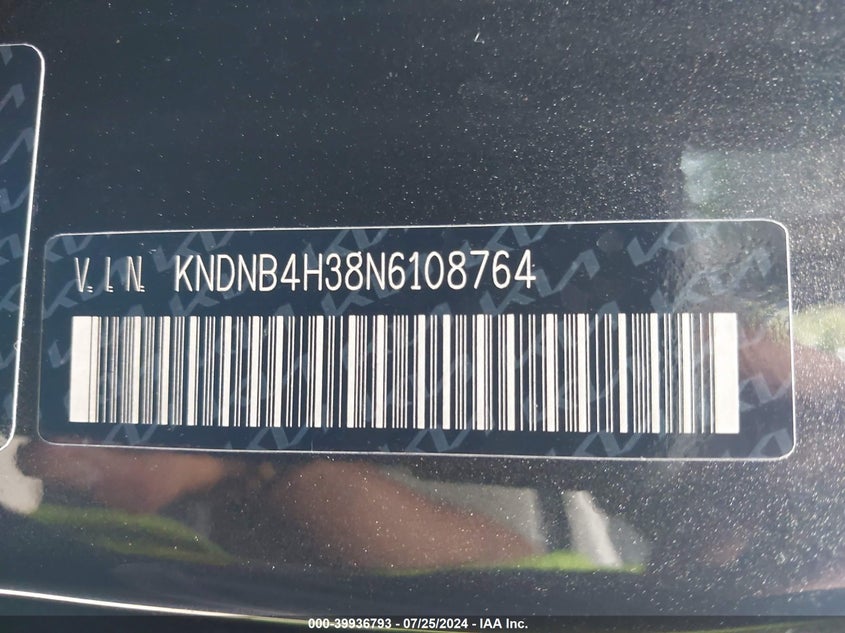 V.I.N. KNDNB4H38N6108764
000-39936793 - 07/25/2024 - IAA Inc.